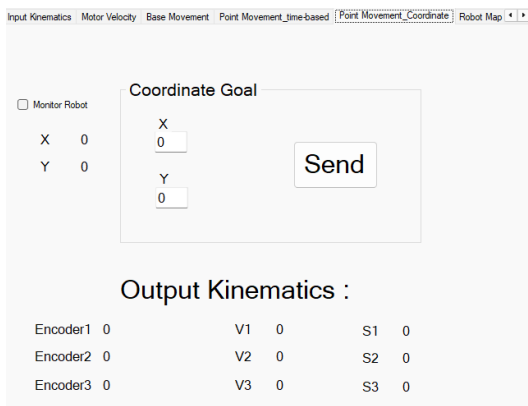 Input Kinematics Motor Velocity Base Movement Point Movement_time-based Point Movement_Coordinate Robot Map
Coordinate Goal
Monitor Robot
X
X 0
0
Send
Y 0
Y
0
Output Kinematics :
Encoder1 0 V1 0 S1 0
Encoder2 0 V2 0 S2 0
Encoder3 0 V3 0 S3 0